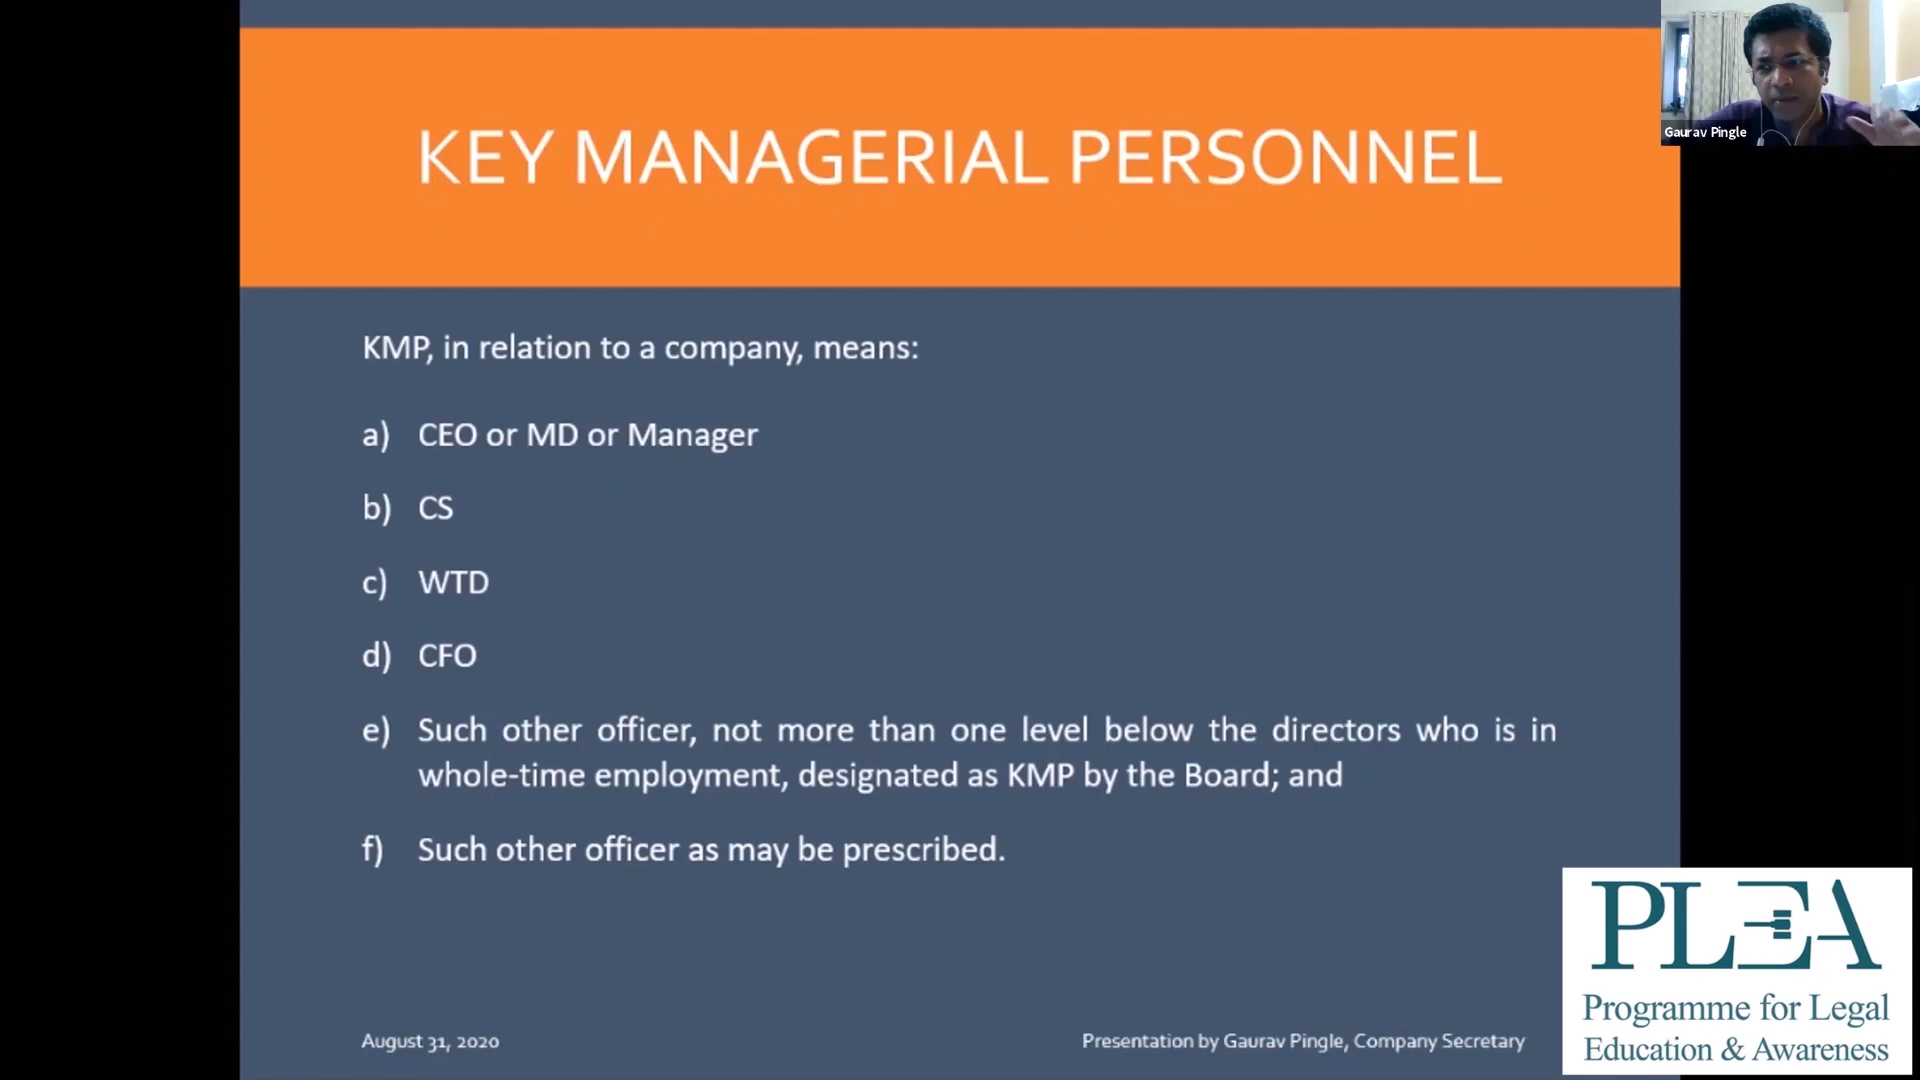 KEY MANAGERIAL PERSONNEL
Gaurav Pingle
KMP, in relation to a company, means:
a) CEO or MD or Manager
b) CS
c) WTD
d) CFO
e) Such other officer, not more than one level below the directors who is in
whole-time employment, designated as KMP by the Board; and
f) Such other officer as may be prescribed.
August 31, 2020
Presentation by Gaurav Pingle, Company Secretary
PLEA
Programme for Legal
Education & Awareness